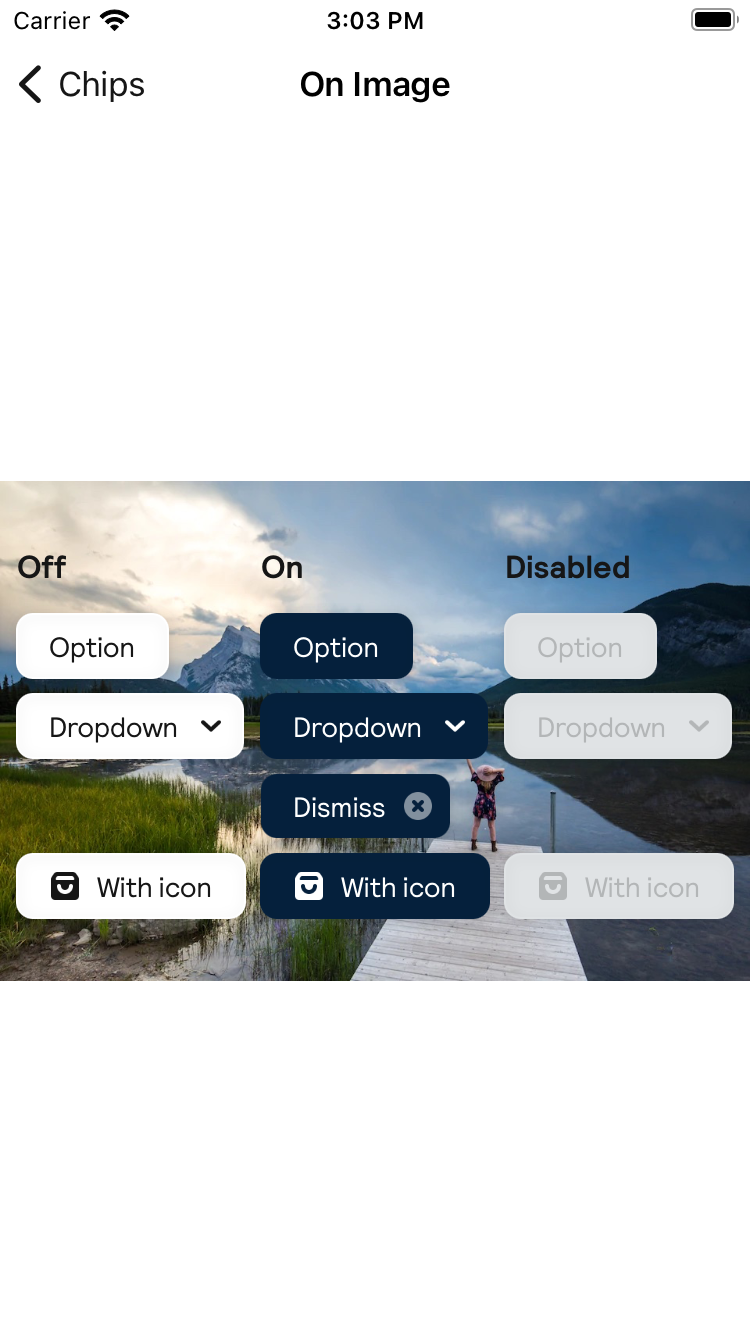 Carrier 3:03 PM
Chips On Image
Off On Disabled
Option Option Option
Dropdown Dropdown Dropdown
Dismiss
With icon With icon With icon